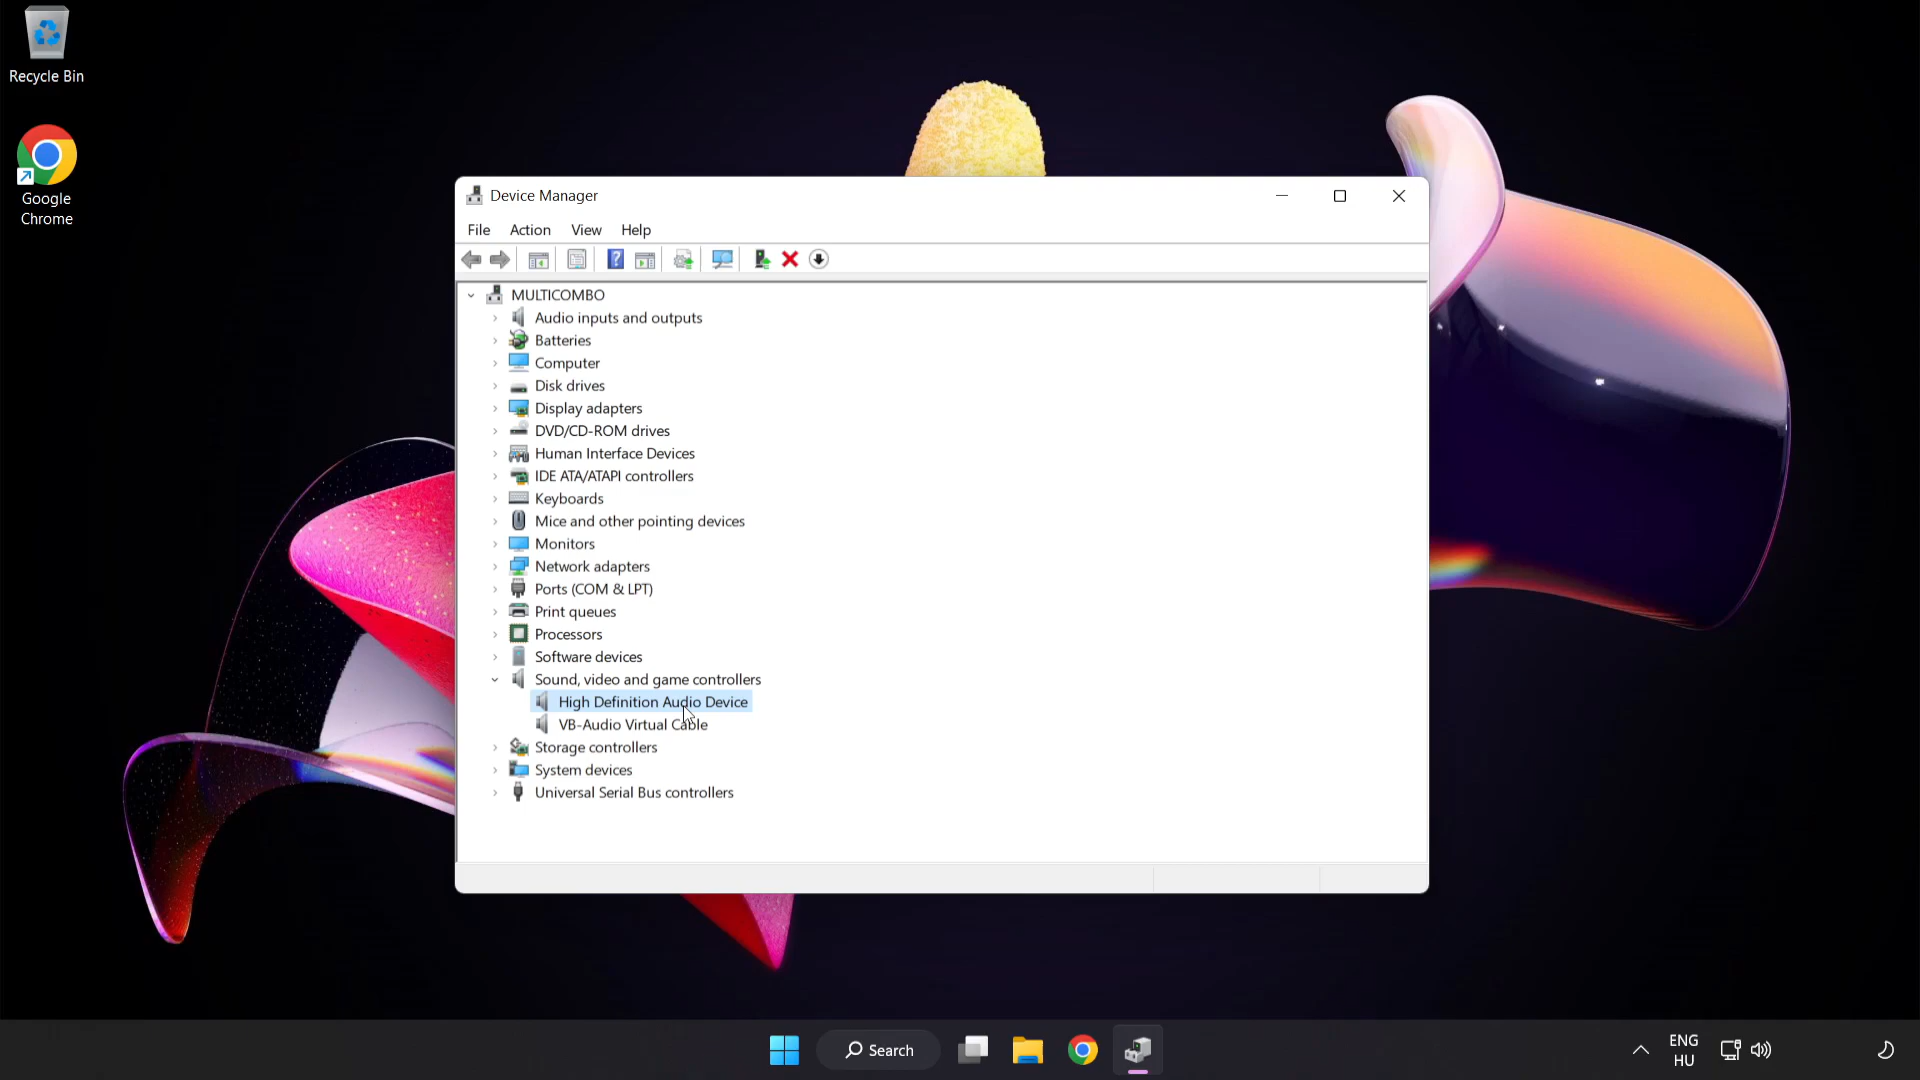 Recycle Bin
Google
Chrome
Device Manager
File Action View Help
MULTICOMBO
Audio inputs and outputs
Batteries
Computer
Disk drives
Display adapters
DVD/CD-ROM drives
Human Interface Devices
IDE ATA/ATAPI controllers
Keyboards
Mice and other pointing devices
Monitors
Network adapters
Ports (COM & LPT)
Print queues
Processors
Software devices
Sound, video and game controllers
High Definition Audio Device
VB-Audio Virtual Cable
Storage controllers
System devices
Universal Serial Bus controllers
Search
ENG
HU